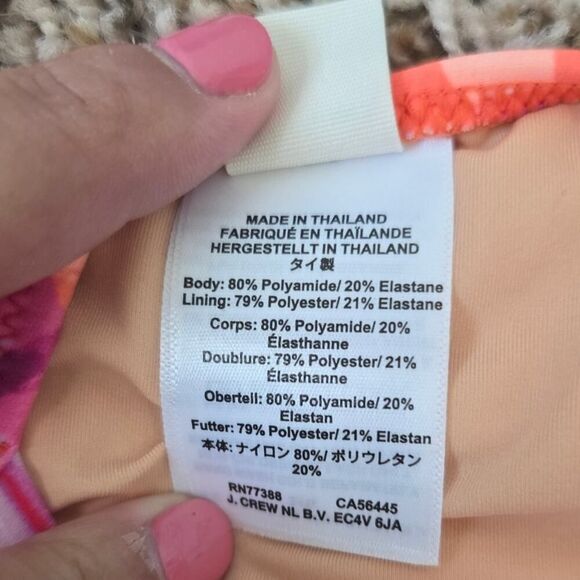 MADE IN THAILAND
FABRIQUÉ EN THAÏLANDE
HERGESTELLT IN THAILAND
タイ製
Body: 80% Polyamide/ 20% Elastane
Lining: 79% Polyester/ 21% Elastane
Corps: 80% Polyamide/ 20%
Élasthanne
Doublure: 79% Polyester/ 21%
Élasthanne
Oberteil: 80% Polyamide/ 20%
Elastan
Futter: 79% Polyester/ 21% Elastan
本体: ナイロン 80%/ ポリウレタン
20%
RN77388 CA56445
J. CREW NL B.V. EC4V 6JA